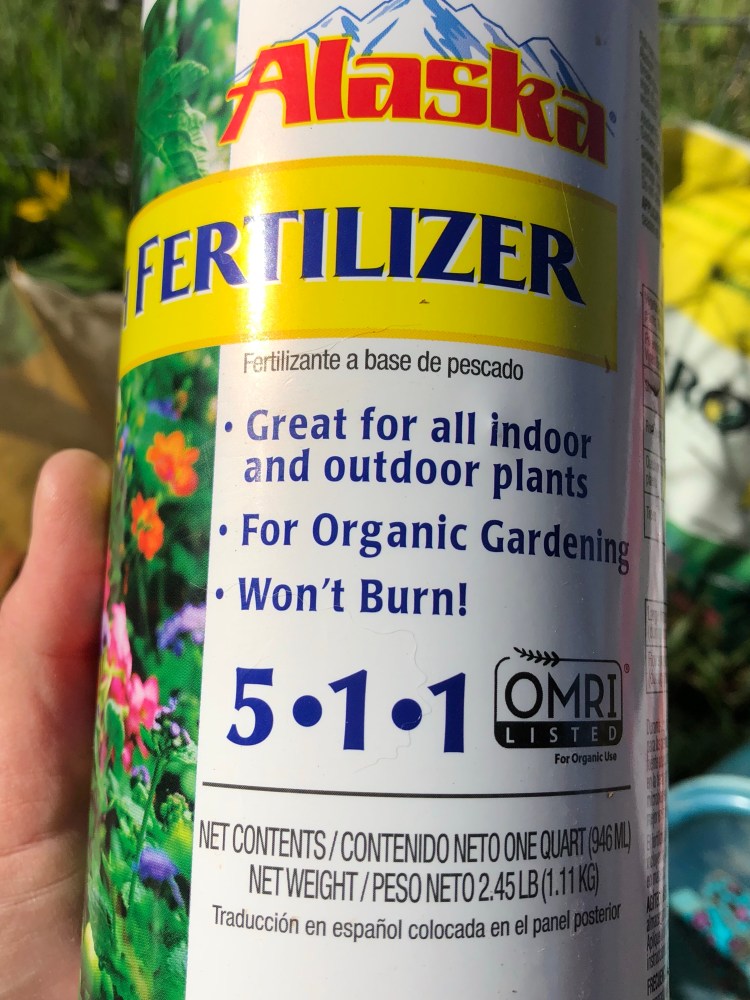 Alaska
FERTILIZER
Fertilizante a base de pescado
• Great for all indoor
and outdoor plants
• For Organic Gardening
• Won't Burn!
5•1•1
OMRI
LISTED
For Organic Use
NET CONTENTS / CONTENIDO NETO ONE QUART (946 ML)
NET WEIGHT / PESO NETO 2.45 LB (1.11 KG)
Traducción en español colocada en el panel posterior